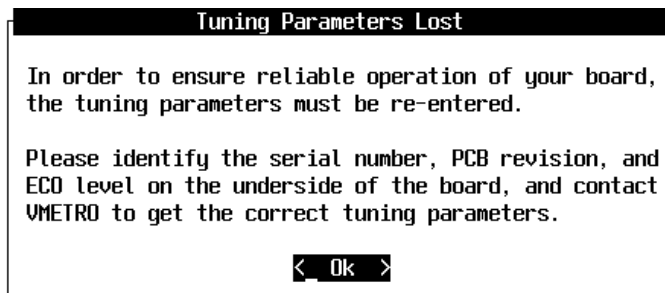 Tuning Parameters Lost
In order to ensure reliable operation of your board,
the tuning parameters must be re-entered.
Please identify the serial number, PCB revision, and
ECO level on the underside of the board, and contact
VMETRO to get the correct tuning parameters.
<_ Ok >